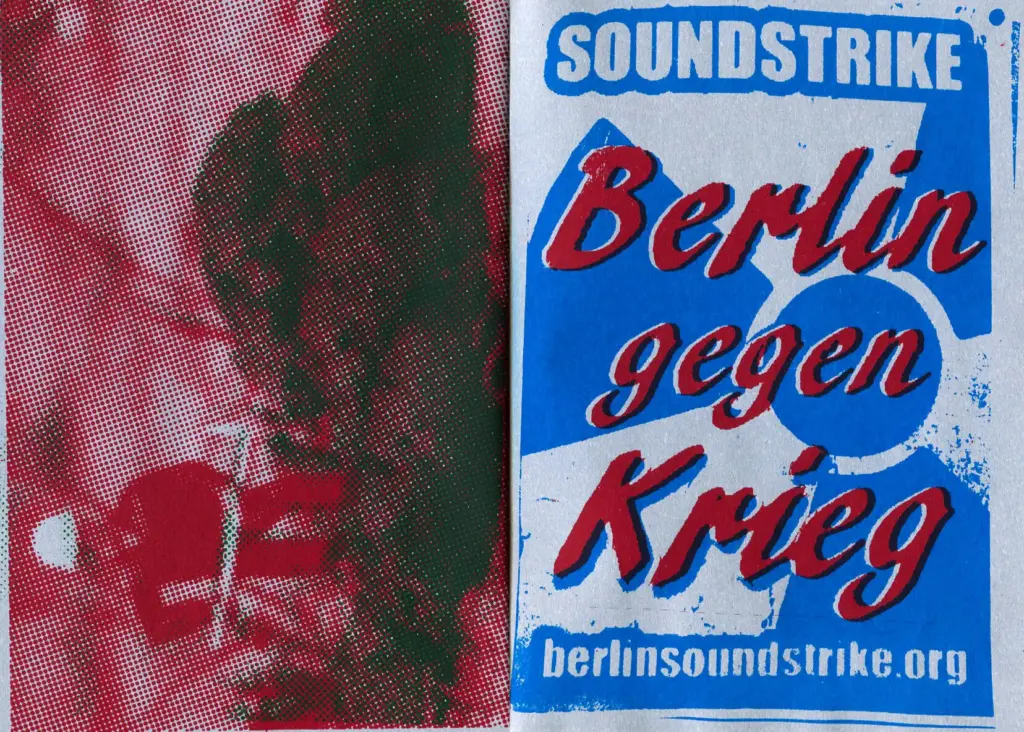 SOUNDSTRIKE
Berlin
gegen
Krieg
berlinsoundstrike.org